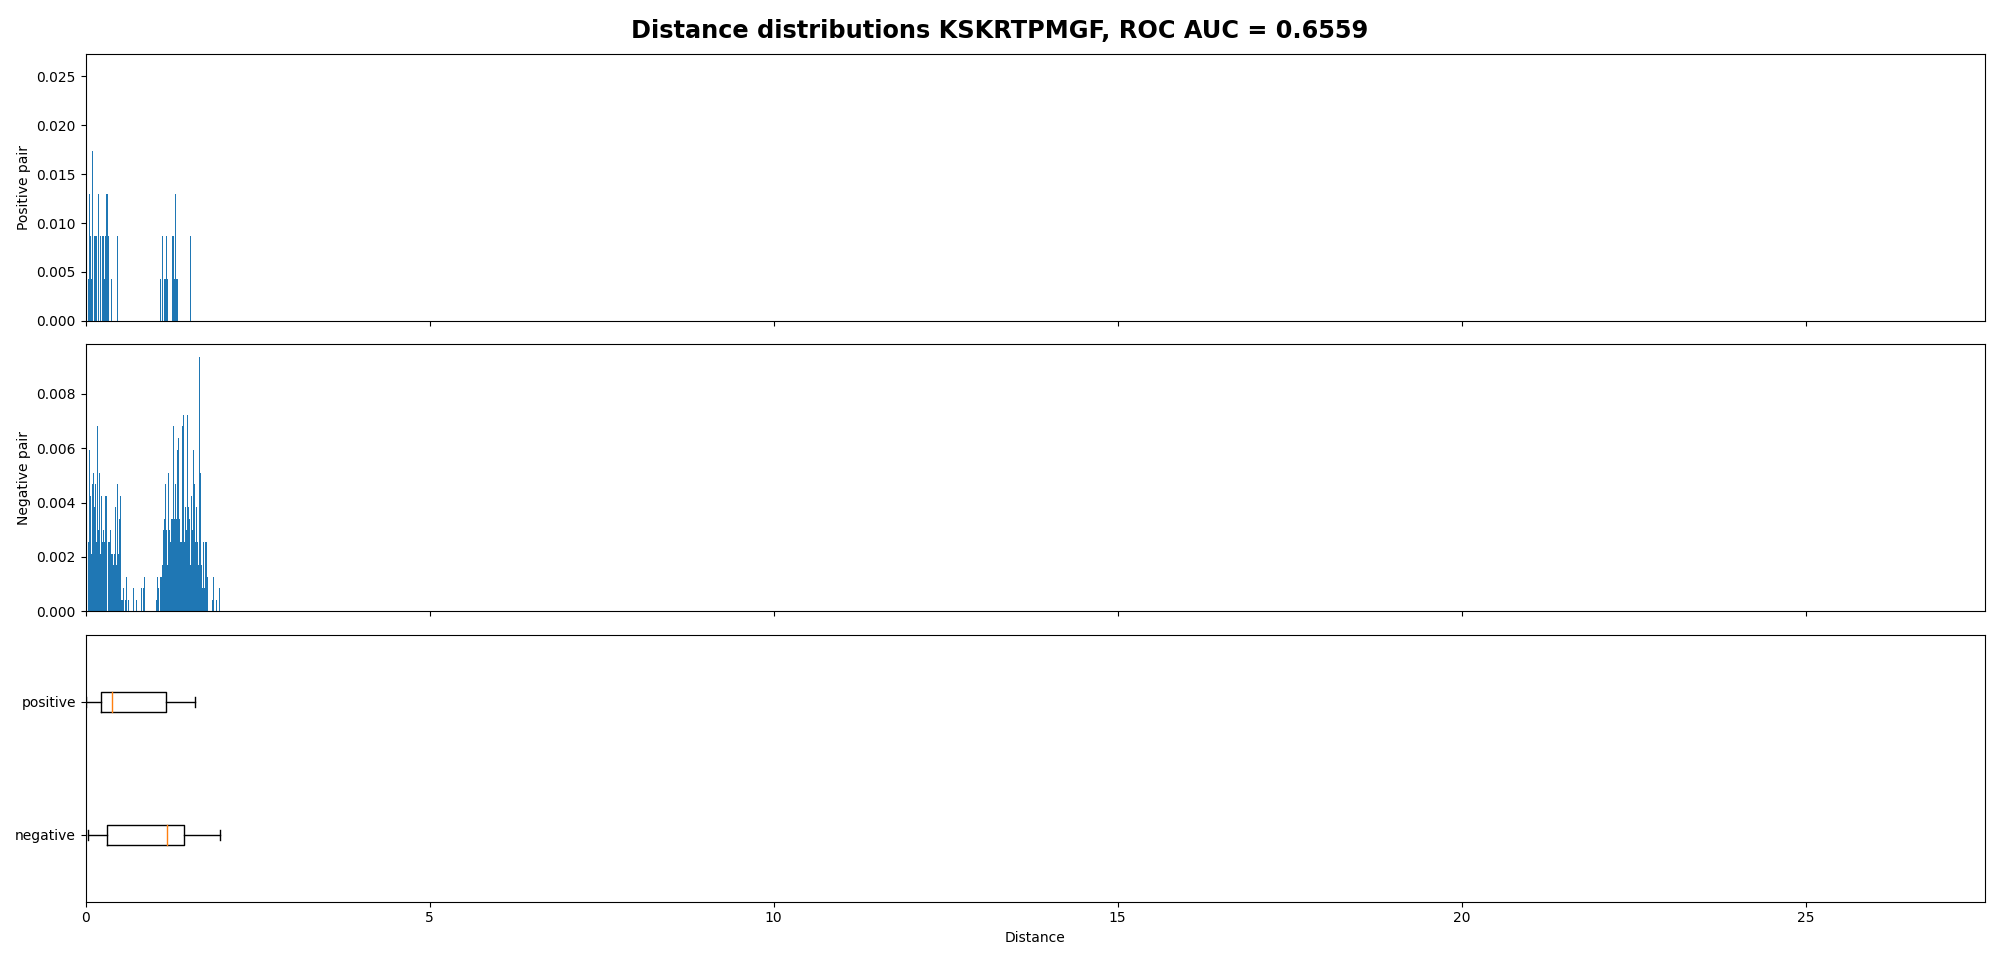 Distance distributions KSKRTPMGF, ROC AUC = 0.6559
0.025
0.020
0.015
0.010
0.005
0.000
Positive pair
0.008
0.006
0.004
0.002
0.000
Negative pair
positive
negative
0 5 10 15 20 25
Distance